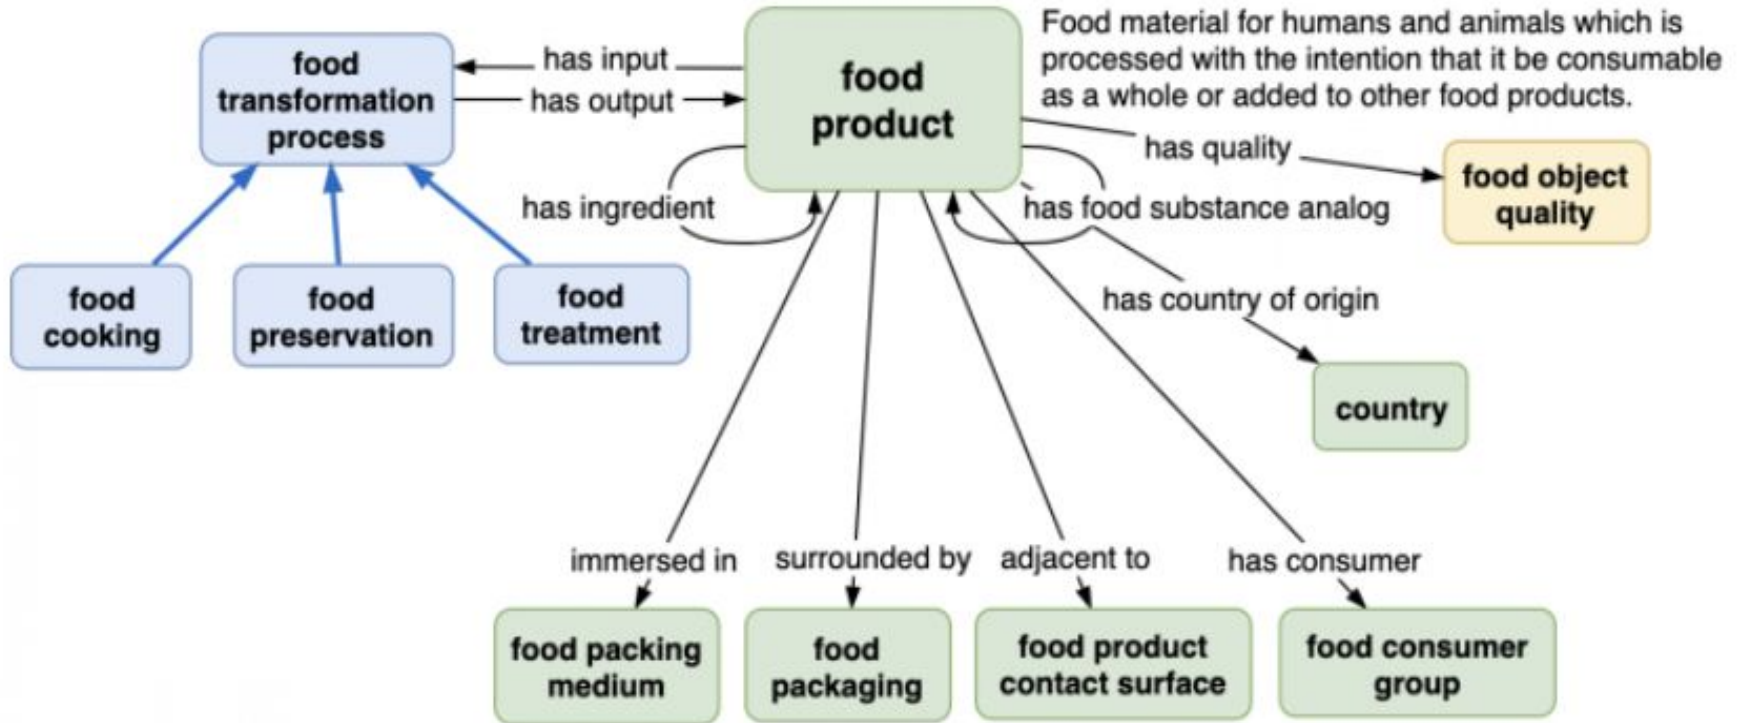 food
transformation
process
has input
has output
food
product
Food material for humans and animals which is
processed with the intention that it be consumable
as a whole or added to other food products.
has quality
food object
quality
has ingredient
has food substance analog
food
cooking
food
preservation
food
treatment
has country of origin
country
immersed in
surrounded by
adjacent to
has consumer
food packing
medium
food
packaging
food product
contact surface
food consumer
group